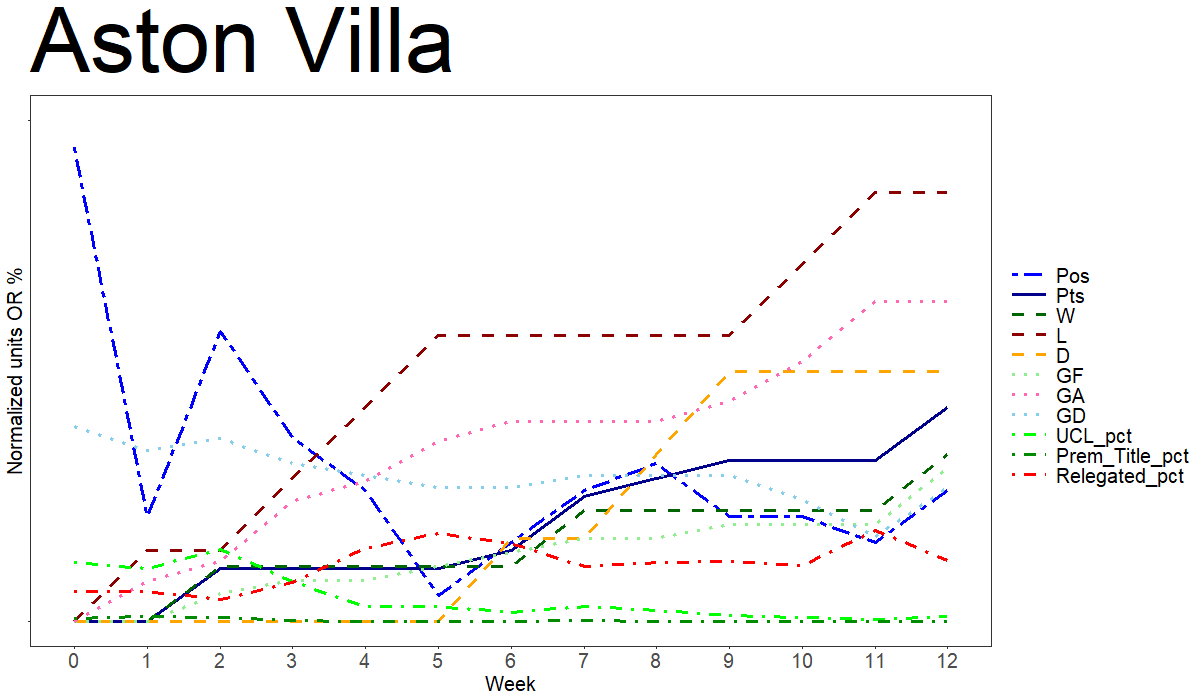 Aston Villa
Normalized units OR %
0 1 2 3 4 5 6 7 8 9 10 11 12
Week
Pos
Pts
W
L
D
GF
GA
GD
UCL_pct
Prem_Title_pct
Relegated_pct